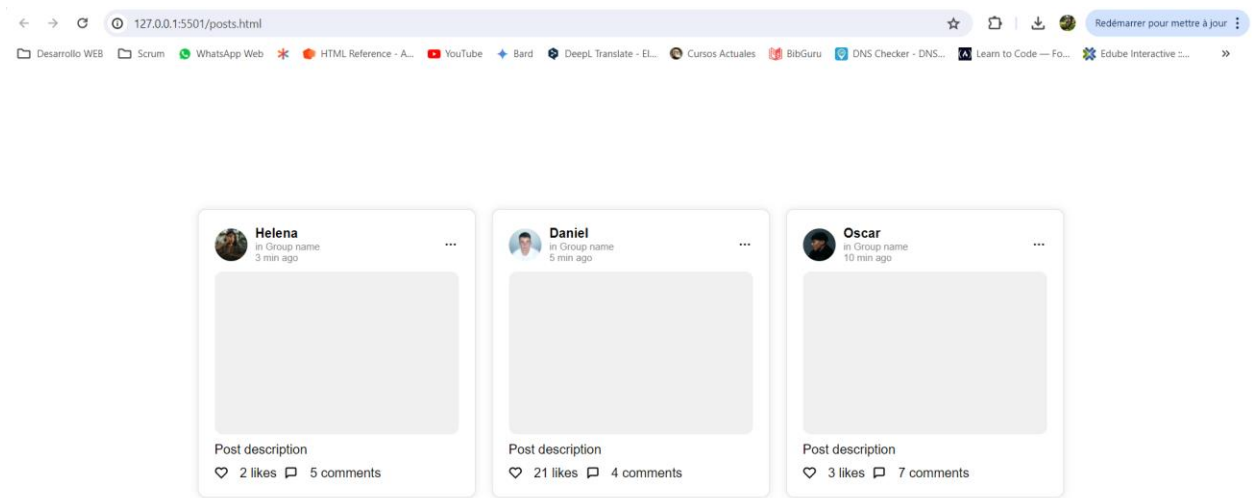 127.0.0.1:5501/posts.html
Redémarrer pour mettre à jour
Desarrollo WEB Scrum WhatsApp Web HTML Reference - A... YouTube Bard DeepL Translate - El... Cursos Actuales BibGuru DNS Checker - DNS... Learn to Code — Fo... Edube Interactive ::... »
Helena
in Group name
3 min ago
...
Post description
2 likes 5 comments
Daniel
in Group name
5 min ago
...
Post description
21 likes 4 comments
Oscar
in Group name
10 min ago
...
Post description
3 likes 7 comments